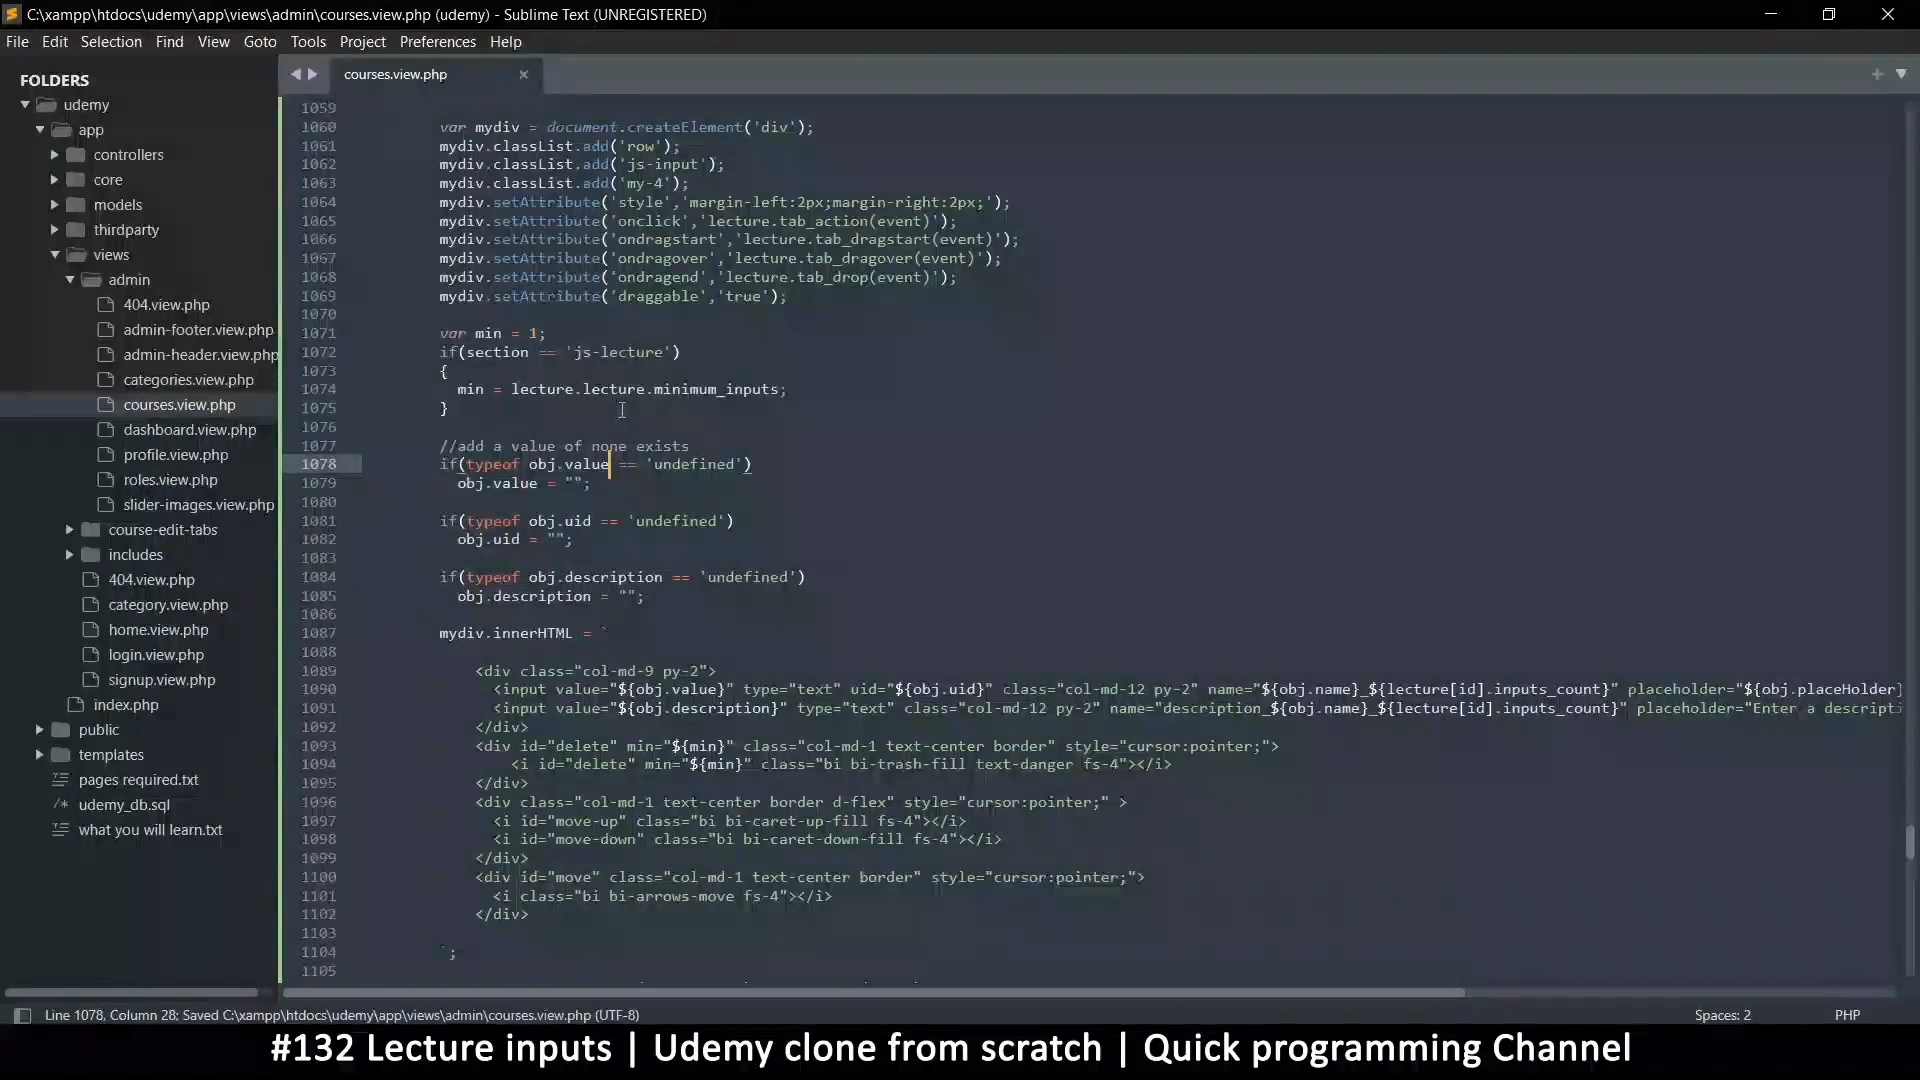 C:\xampp\htdocs\udemy\app\views\admin\courses.view.php (udemy) - Sublime Text (UNREGISTERED)
File Edit Selection Find View Goto Tools Project Preferences Help
FOLDERS
udemy
app
controllers
core
models
thirdparty
views
admin
404.view.php
admin-footer.view.php
admin-header.view.php
categories.view.php
courses.view.php
dashboard.view.php
profile.view.php
roles.view.php
slider-images.view.php
course-edit-tabs
includes
404.view.php
category.view.php
home.view.php
login.view.php
signup.view.php
index.php
public
templates
pages required.txt
/* udemy_db.sql
what you will learn.txt
courses.view.php
1059
1060 var mydiv = document.createElement('div');
1061 mydiv.classList.add('row');
1062 mydiv.classList.add('js-input');
1063 mydiv.classList.add('my-4');
1064 mydiv.setAttribute('style','margin-left:2px;margin-right:2px;');
1065 mydiv.setAttribute('onclick','lecture.tab_action(event)');
1066 mydiv.setAttribute('ondragstart','lecture.tab_dragstart(event)');
1067 mydiv.setAttribute('ondragover','lecture.tab_dragover(event)');
1068 mydiv.setAttribute('ondragend','lecture.tab_drop(event)');
1069 mydiv.setAttribute('draggable','true');
1070
1071 var min = 1;
1072 if(section == 'js-lecture')
1073 {
1074 min = lecture.lecture.minimum_inputs;
1075 }
1076
1077 //add a value of none exists
1078 if(typeof obj.value == 'undefined')
1079 obj.value = "";
1080
1081 if(typeof obj.uid == 'undefined')
1082 obj.uid = "";
1083
1084 if(typeof obj.description == 'undefined')
1085 obj.description = "";
1086
1087 mydiv.innerHTML = `
1088
1089 <div class="col-md-9 py-2">
1090 <input value="${obj.value}" type="text" uid="${obj.uid}" class="col-md-12 py-2" name="${obj.name}_${lecture[id].inputs_count}" placeholder="${obj.placeHolder}
1091 <input value="${obj.description}" type="text" class="col-md-12 py-2" name="description_${obj.name}_${lecture[id].inputs_count}" placeholder="Enter a descripti
1092 </div>
1093 <div id="delete" min="${min}" class="col-md-1 text-center border" style="cursor:pointer;">
1094 <i id="delete" min="${min}" class="bi bi-trash-fill text-danger fs-4"></i>
1095 </div>
1096 <div class="col-md-1 text-center border d-flex" style="cursor:pointer;" >
1097 <i id="move-up" class="bi bi-caret-up-fill fs-4"></i>
1098 <i id="move-down" class="bi bi-caret-down-fill fs-4"></i>
1099 </div>
1100 <div id="move" class="col-md-1 text-center border" style="cursor:pointer;">
1101 <i class="bi bi-arrows-move fs-4"></i>
1102 </div>
1103
1104 `;
1105
Line 1078, Column 28; Saved C:\xampp\htdocs\udemy\app\views\admin\courses.view.php (UTF-8)
Spaces: 2
PHP
#132 Lecture inputs | Udemy clone from scratch | Quick programming Channel